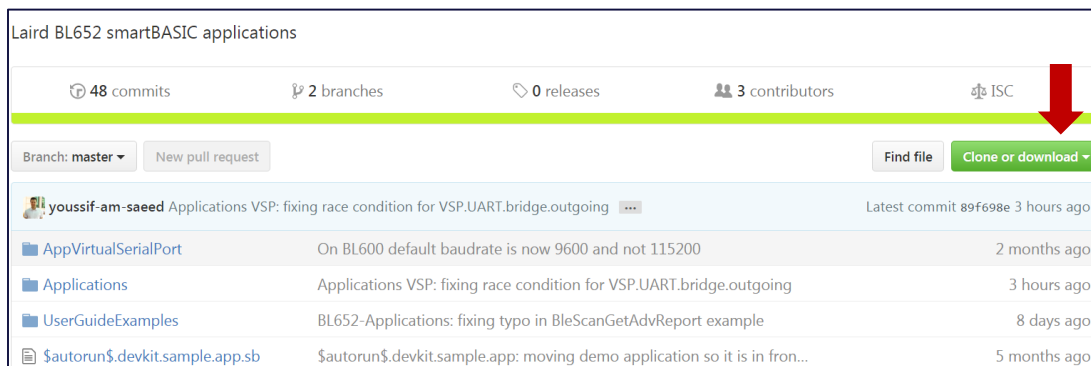 Laird BL652 smartBASIC applications
48 commits 2 branches 0 releases 3 contributors ISC
Branch: master New pull request Find file Clone or download
youssif-am-saeed Applications VSP: fixing race condition for VSP.UART.bridge.outgoing ... Latest commit 89f698e 3 hours ago
AppVirtualSerialPort On BL600 default baudrate is now 9600 and not 115200 2 months ago
Applications Applications VSP: fixing race condition for VSP.UART.bridge.outgoing 3 hours ago
UserGuideExamples BL652-Applications: fixing typo in BleScanGetAdvReport example 8 days ago
$autorun$.devkit.sample.app.sb $autorun$.devkit.sample.app: moving demo application so it is in fron... 5 months ago